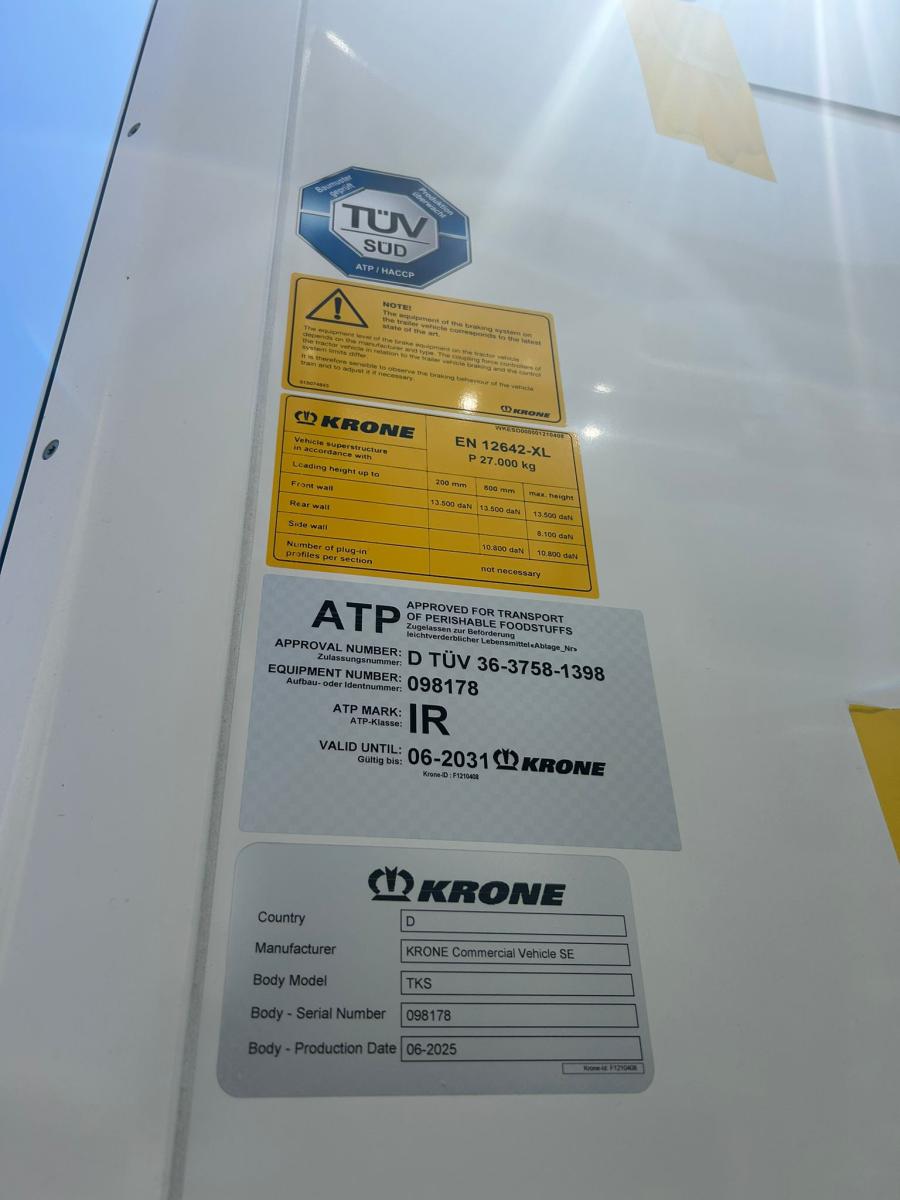 Baumuster
geprüft
Produktion
überwacht
TÜV
SÜD
ATP / HACCP
NOTE!
The equipment of the braking system on
the trailer vehicle corresponds to the latest
state of the art.
The equipment level of the brake equipment on the tractor vehicle
depends on the manufacturer and type. The coupling force controllers of
the tractor vehicle in relation to the trailer vehicle braking and the control
system limits differ.
It is therefore sensible to observe the braking behaviour of the vehicle
train and to adjust it if necessary.
KRONE
KRONE
WKESD000001210408
Vehicle superstructure
in accordance with
EN 12642-XL
P 27.000 kg
Loading height up to 200 mm 800 mm max. height
Front wall 13.500 daN 13.500 daN 13.500 daN
Rear wall 8.100 daN
Side wall 10.800 daN 10.800 daN
Number of plug-in
profiles per section
not necessary
ATP APPROVED FOR TRANSPORT
OF PERISHABLE FOODSTUFFS
Zugelassen zur Beförderung
leichtverderblicher Lebensmittel«Ablage_Nr»
APPROVAL NUMBER: D TÜV 36-3758-1398
Zulassungsnummer:
EQUIPMENT NUMBER: 098178
Aufbau- oder Identnummer:
ATP MARK: IR
ATP-Klasse:
VALID UNTIL: 06-2031 KRONE
Gültig bis:
Krone-ID : F1210408
KRONE
Country D
Manufacturer KRONE Commercial Vehicle SE
Body Model TKS
Body - Serial Number 098178
Body - Production Date 06-2025
Krone-Id: F1210408